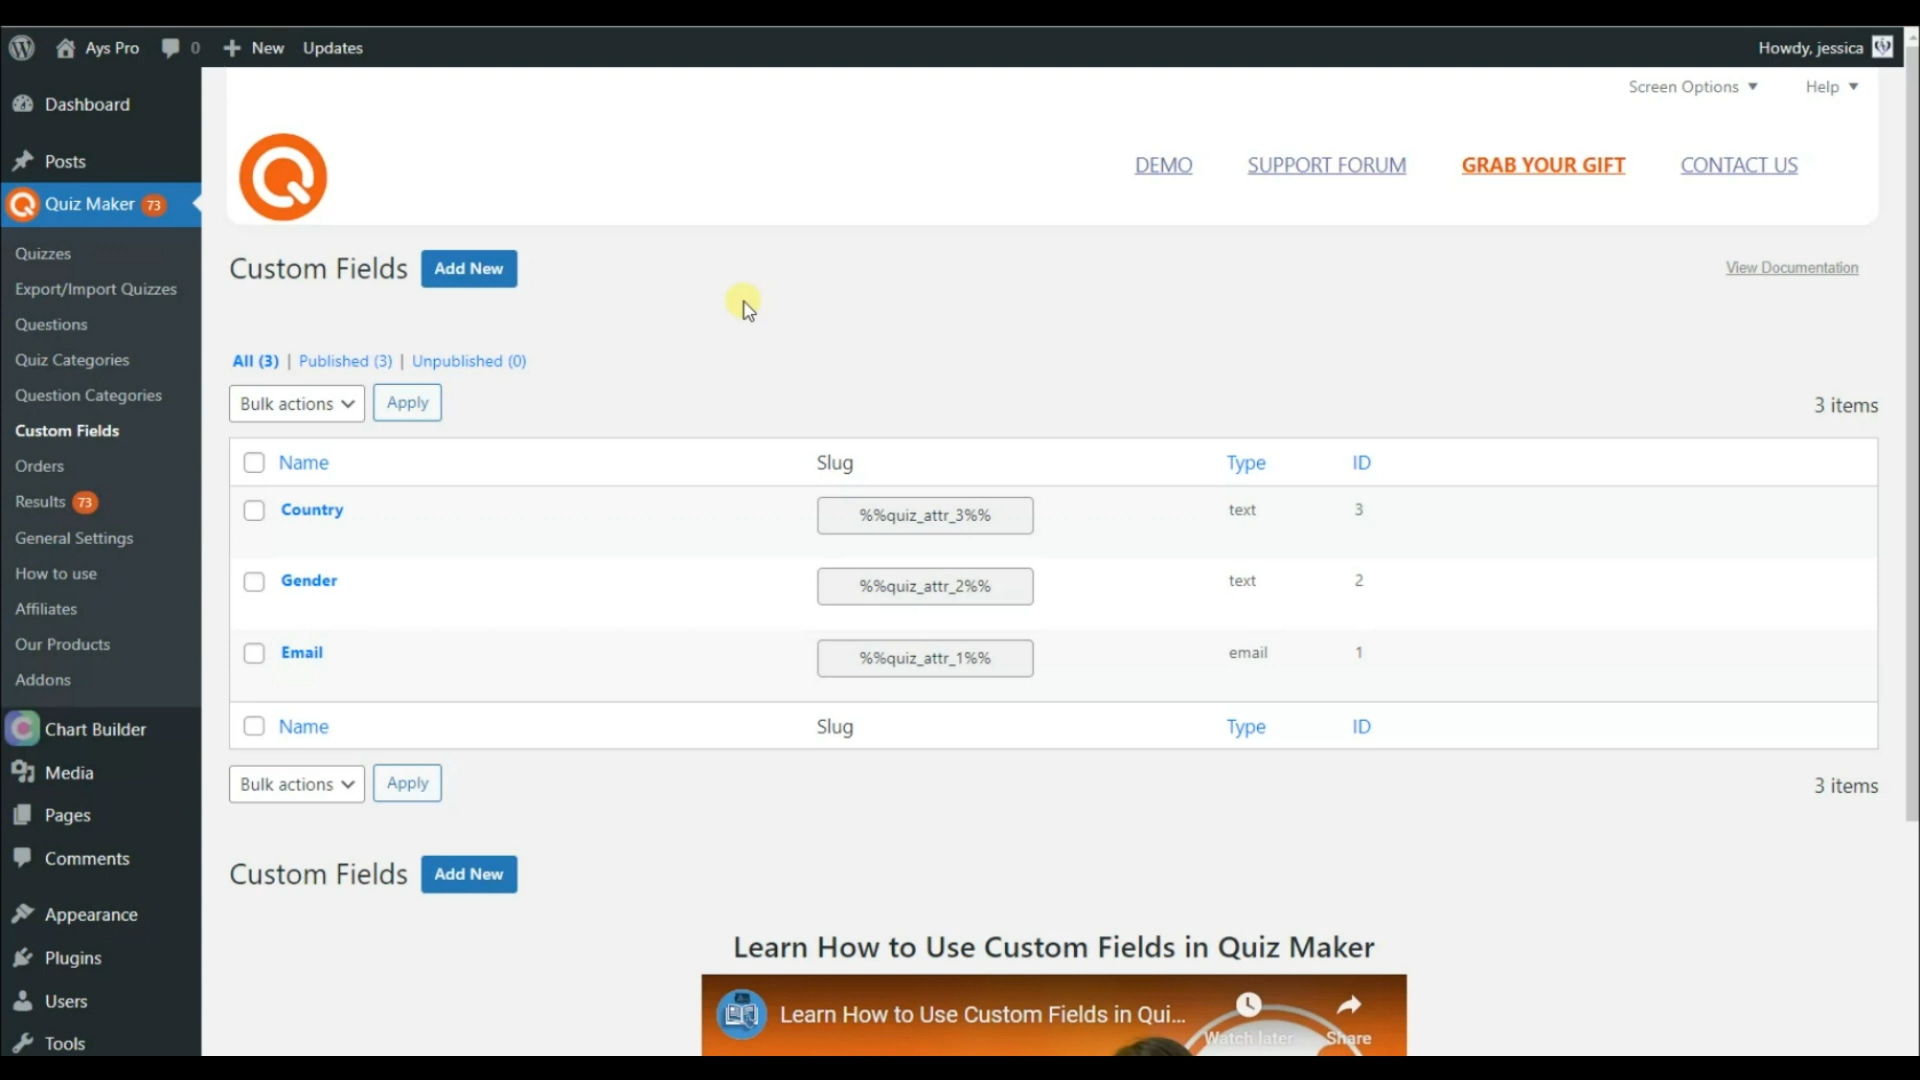 Ays Pro 0 New Updates Howdy, jessica
Screen Options Help
Dashboard
Posts
Quiz Maker 73
Quizzes
Export/Import Quizzes
Questions
Quiz Categories
Question Categories
Custom Fields
Orders
Results 73
General Settings
How to use
Affiliates
Our Products
Addons
Chart Builder
Media
Pages
Comments
Appearance
Plugins
Users
Tools
DEMO SUPPORT FORUM GRAB YOUR GIFT CONTACT US
Custom Fields Add New View Documentation
All (3) | Published (3) | Unpublished (0)
Bulk actions Apply 3 items
Name Slug Type ID
Country %%quiz_attr_3%% text 3
Gender %%quiz_attr_2%% text 2
Email %%quiz_attr_1%% email 1
Name Slug Type ID
Bulk actions Apply 3 items
Custom Fields Add New
Learn How to Use Custom Fields in Quiz Maker
Learn How to Use Custom Fields in Qui...
Watch later Share